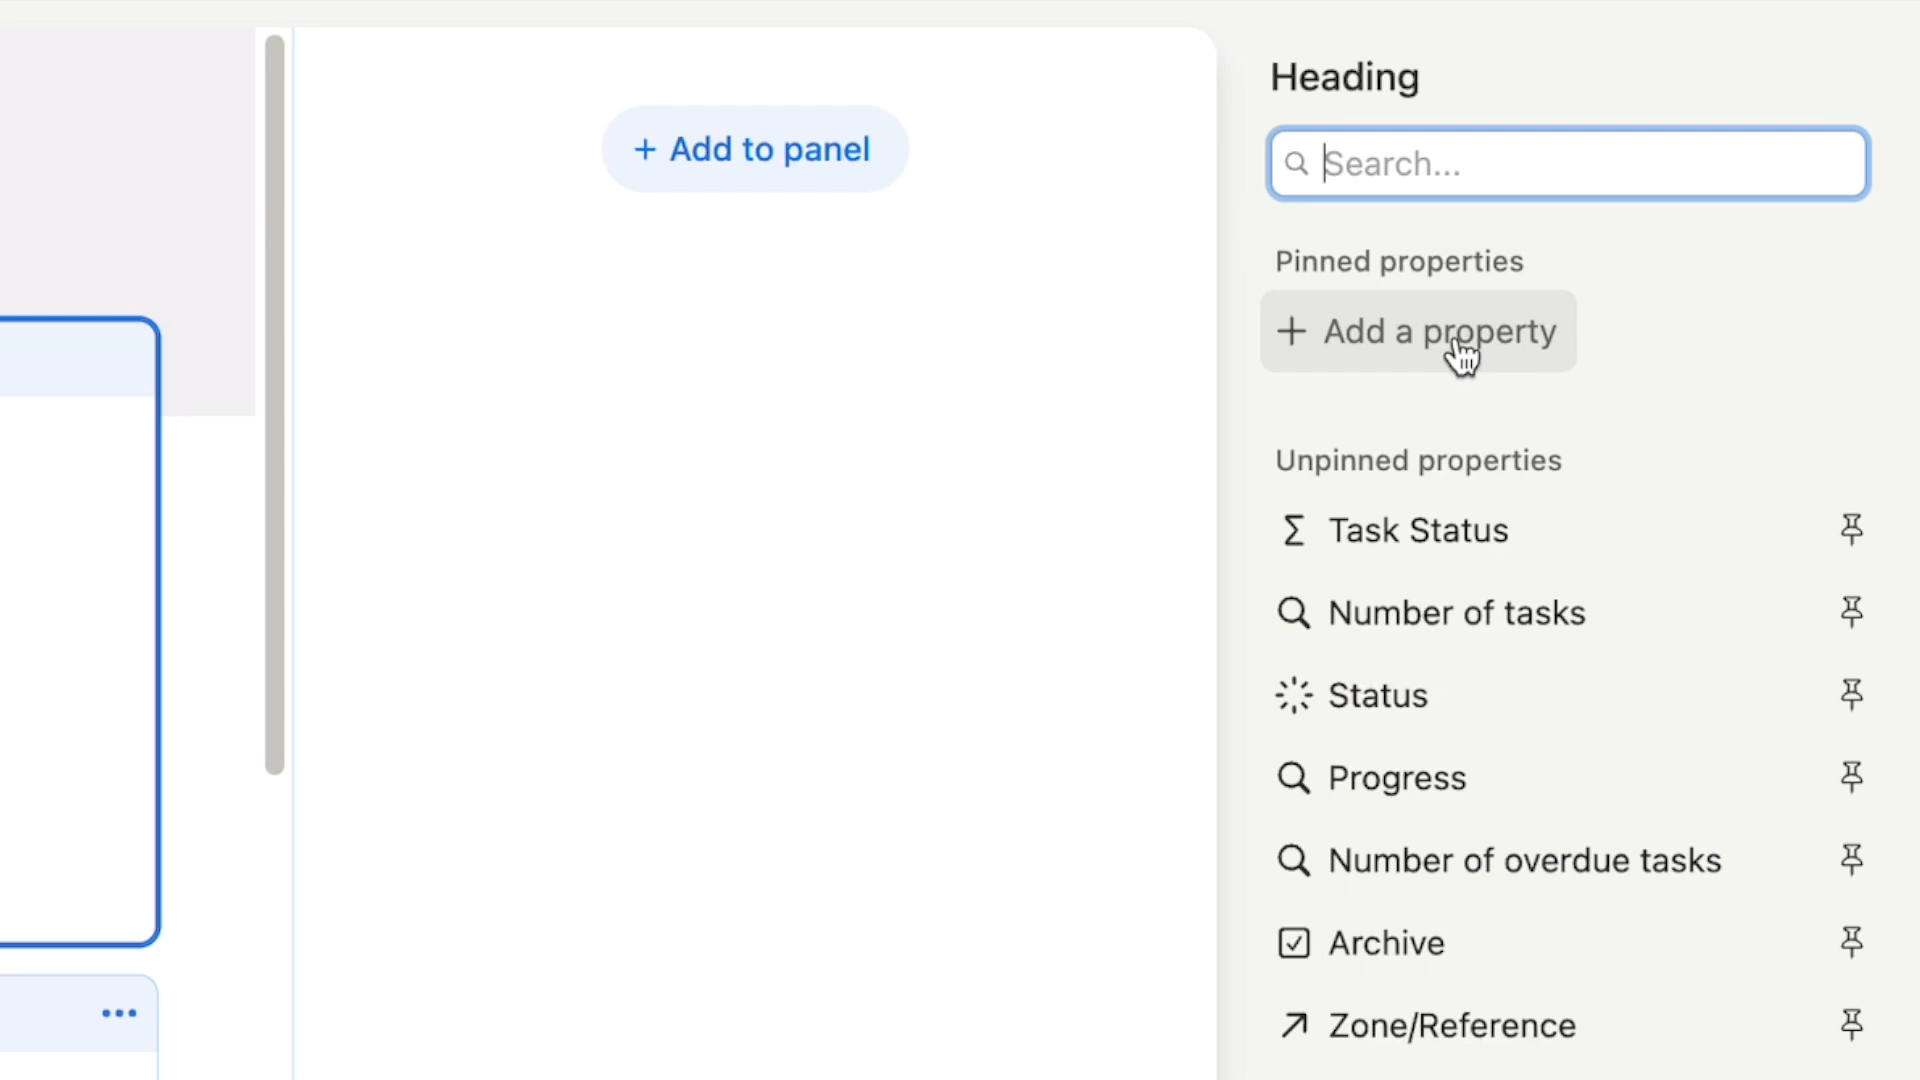 + Add to panel
Heading
Search...
Pinned properties
+ Add a property
Unpinned properties
Task Status
Number of tasks
Status
Progress
Number of overdue tasks
Archive
Zone/Reference